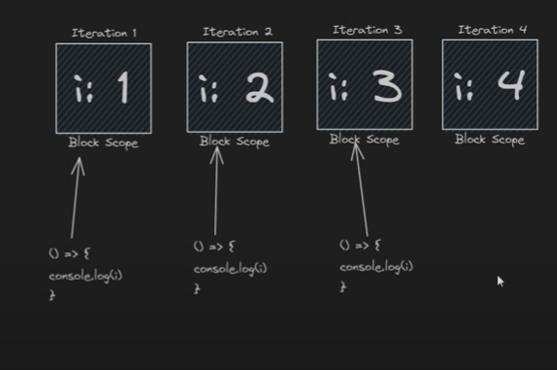 Iteration 1
Iteration 2
Iteration 3
Iteration 4
i: 1
i: 2
i: 3
i: 4
Block Scope
Block Scope
Block Scope
Block Scope
() => {
console.log(i)
}
() => {
console.log(i)
}
() => {
console.log(i)
}